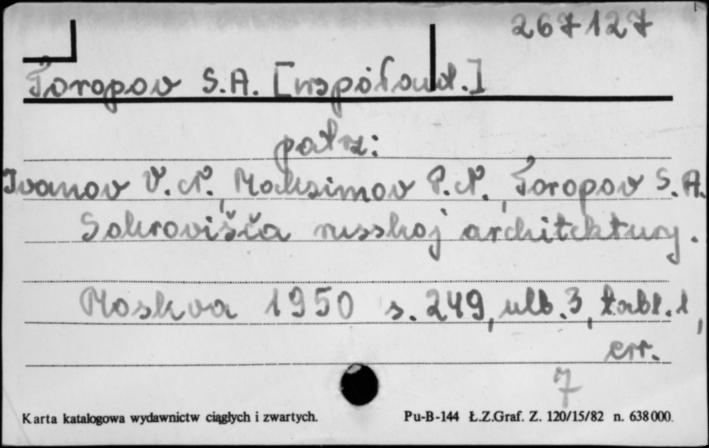 267127
Toropov S.A. [współaut.]
patrz:
Ivanov V.N., Maksimov P.N., Toropov S.A.
Sokrovišča russkoj architektury.
Moskva 1950 s. 249, ulb. 3, tabl. 1,
err.
7
Karta katalogowa wydawnictw ciągłych i zwartych.
Pu-B-144 Ł.Z.Graf. Z. 120/15/82 n. 638000.